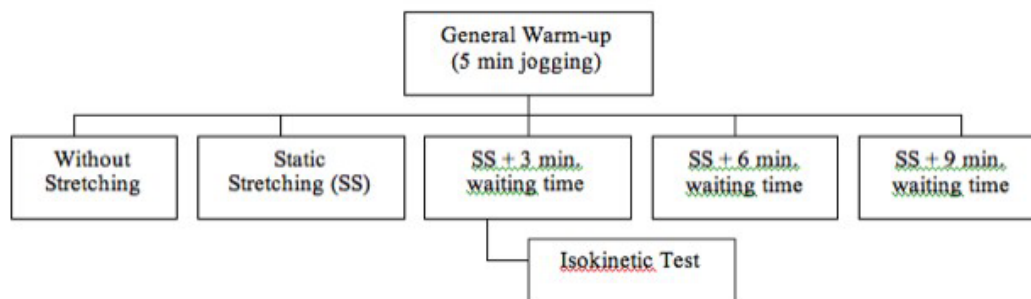 General Warm-up
(5 min jogging)
Without
Stretching
Static
Stretching (SS)
SS + 3 min.
waiting time
SS + 6 min.
waiting time
SS + 9 min.
waiting time
Isokinetic Test